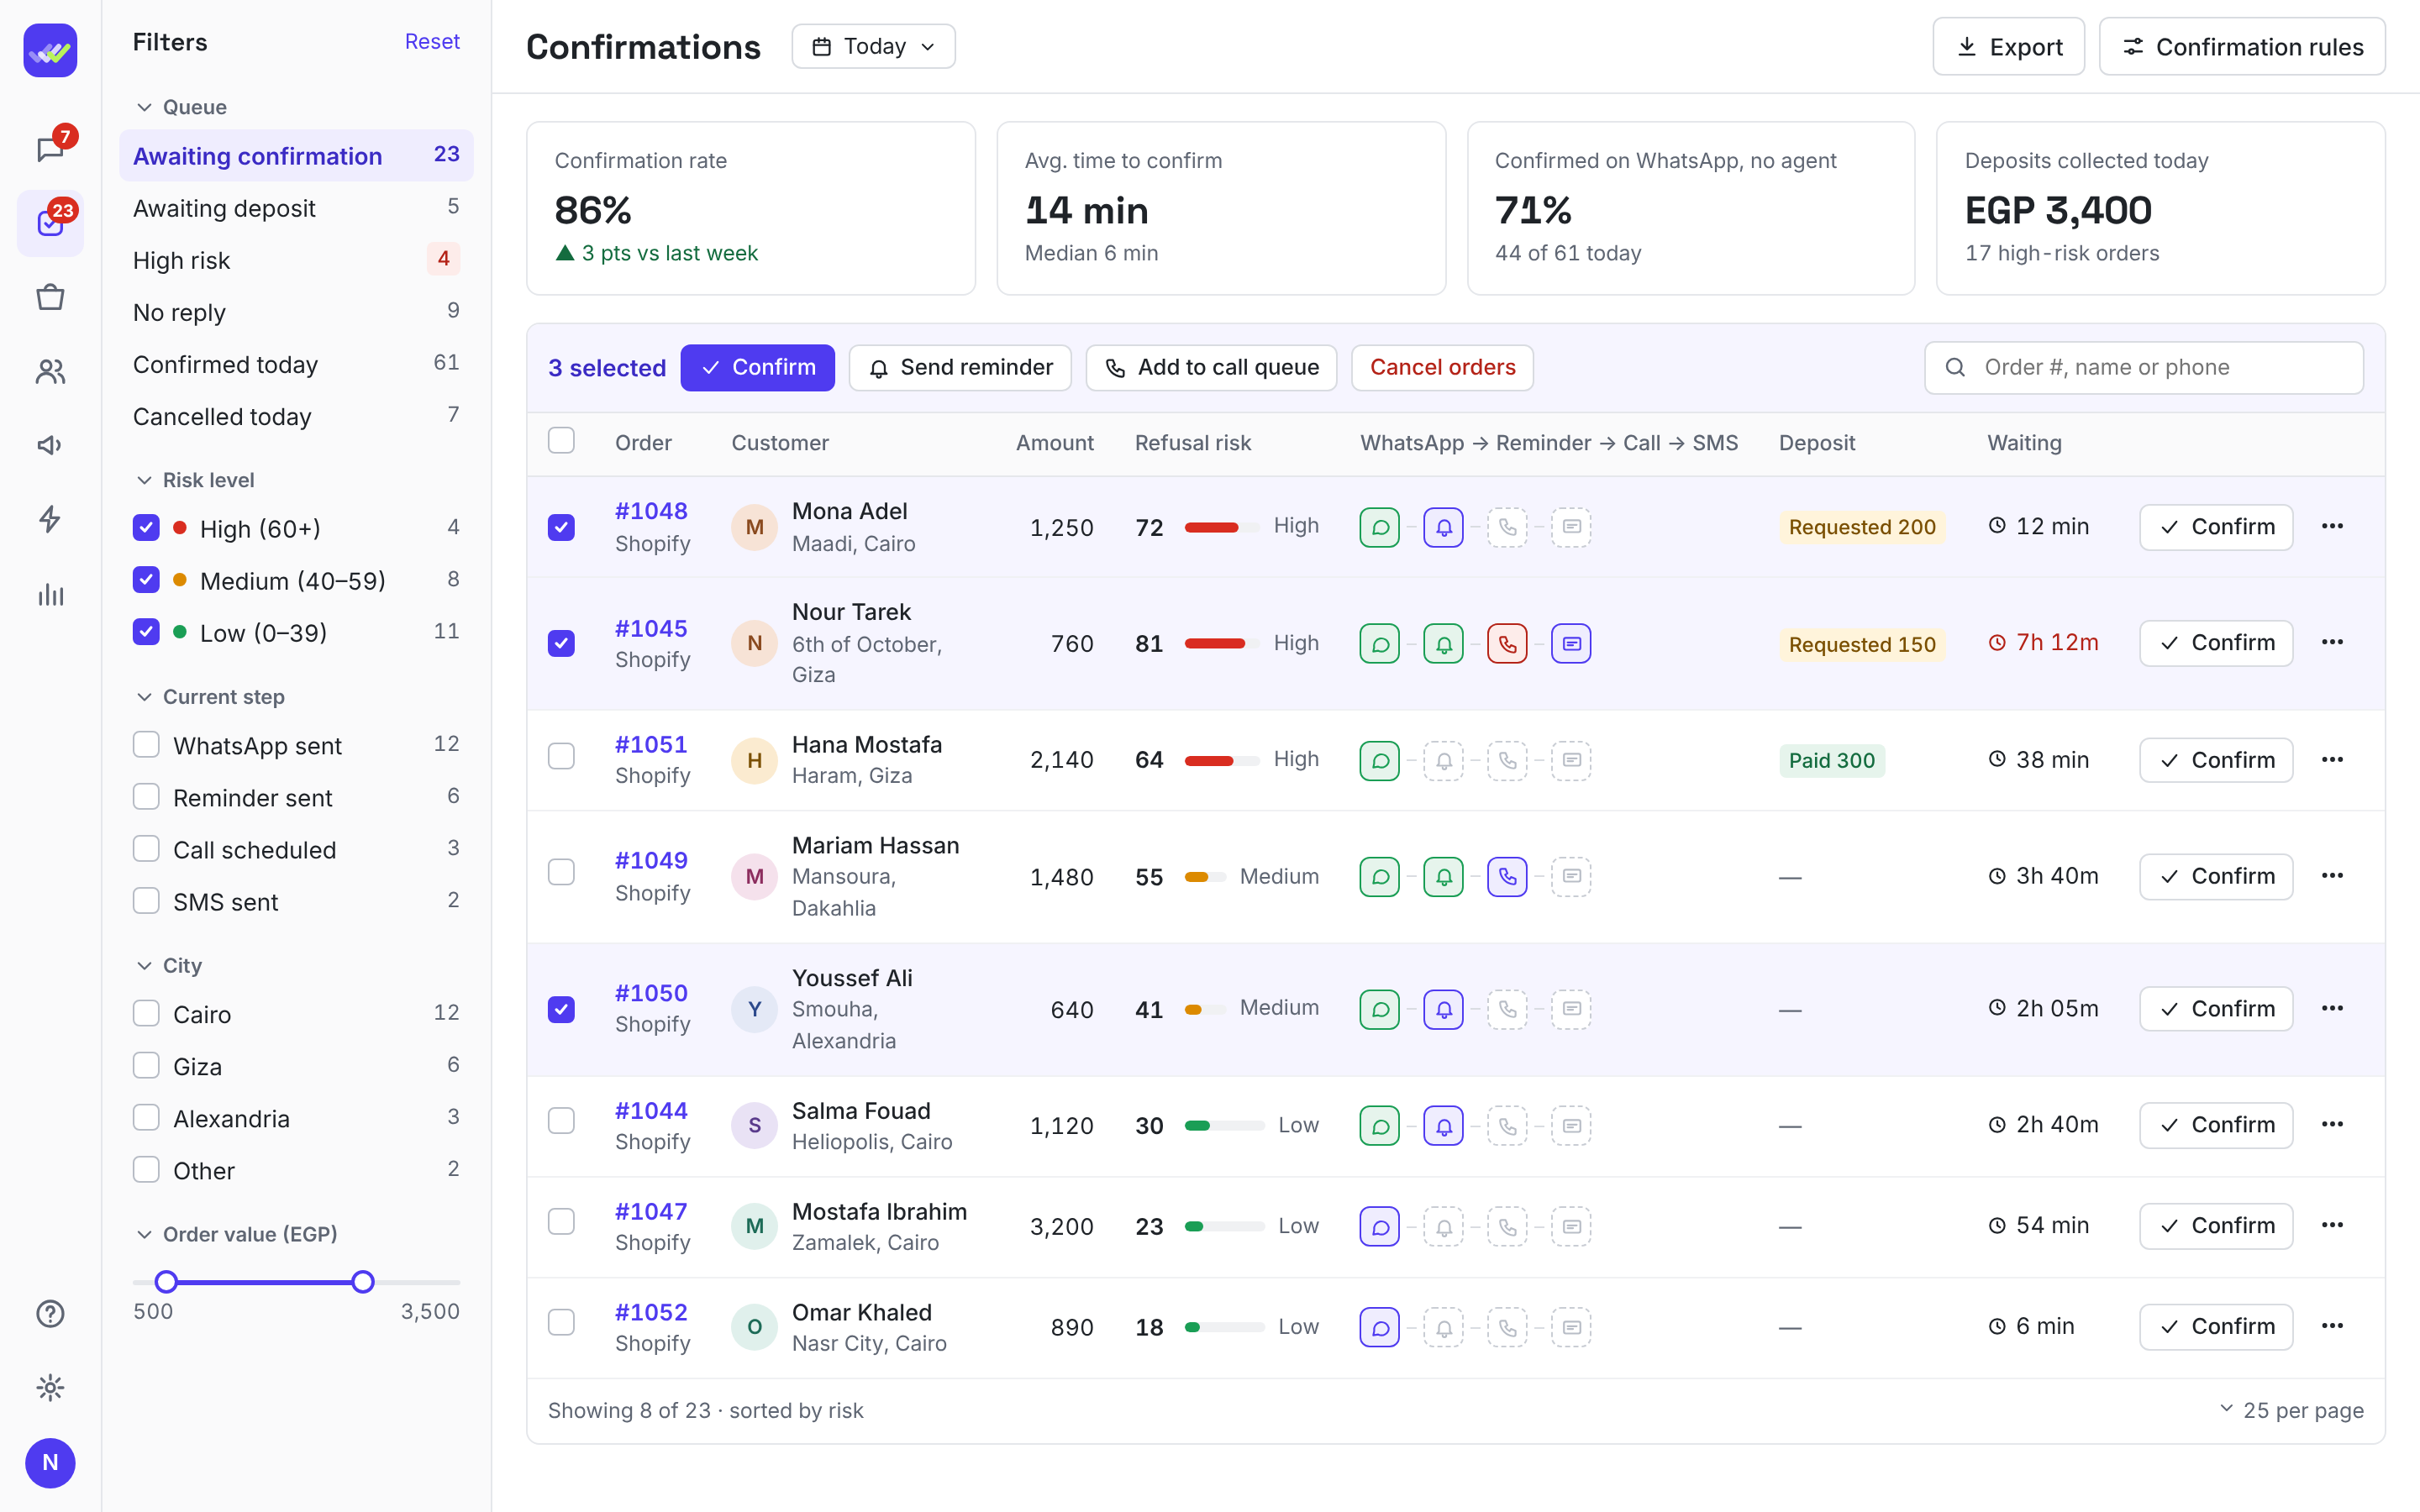 7
23
N
Filters
Reset
Queue
Awaiting confirmation 23
Awaiting deposit 5
High risk 4
No reply 9
Confirmed today 61
Cancelled today 7
Risk level
High (60+) 4
Medium (40–59) 8
Low (0–39) 11
Current step
WhatsApp sent 12
Reminder sent 6
Call scheduled 3
SMS sent 2
City
Cairo 12
Giza 6
Alexandria 3
Other 2
Order value (EGP)
500 3,500
Confirmations
Today
Export
Confirmation rules
Confirmation rate
86%
▲ 3 pts vs last week
Avg. time to confirm
14 min
Median 6 min
Confirmed on WhatsApp, no agent
71%
44 of 61 today
Deposits collected today
EGP 3,400
17 high-risk orders
3 selected
Confirm
Send reminder
Add to call queue
Cancel orders
Order #, name or phone
Order Customer Amount Refusal risk WhatsApp → Reminder → Call → SMS Deposit Waiting
#1048 M Mona Adel 1,250 72 High Requested 200 12 min Confirm
Shopify Maadi, Cairo
#1045 N Nour Tarek 760 81 High Requested 150 7h 12m Confirm
Shopify 6th of October,
Giza
#1051 H Hana Mostafa 2,140 64 High Paid 300 38 min Confirm
Shopify Haram, Giza
#1049 M Mariam Hassan 1,480 55 Medium — 3h 40m Confirm
Shopify Mansoura,
Dakahlia
#1050 Y Youssef Ali 640 41 Medium — 2h 05m Confirm
Shopify Smouha,
Alexandria
#1044 S Salma Fouad 1,120 30 Low — 2h 40m Confirm
Shopify Heliopolis, Cairo
#1047 M Mostafa Ibrahim 3,200 23 Low — 54 min Confirm
Shopify Zamalek, Cairo
#1052 O Omar Khaled 890 18 Low — 6 min Confirm
Shopify Nasr City, Cairo
Showing 8 of 23 · sorted by risk
25 per page